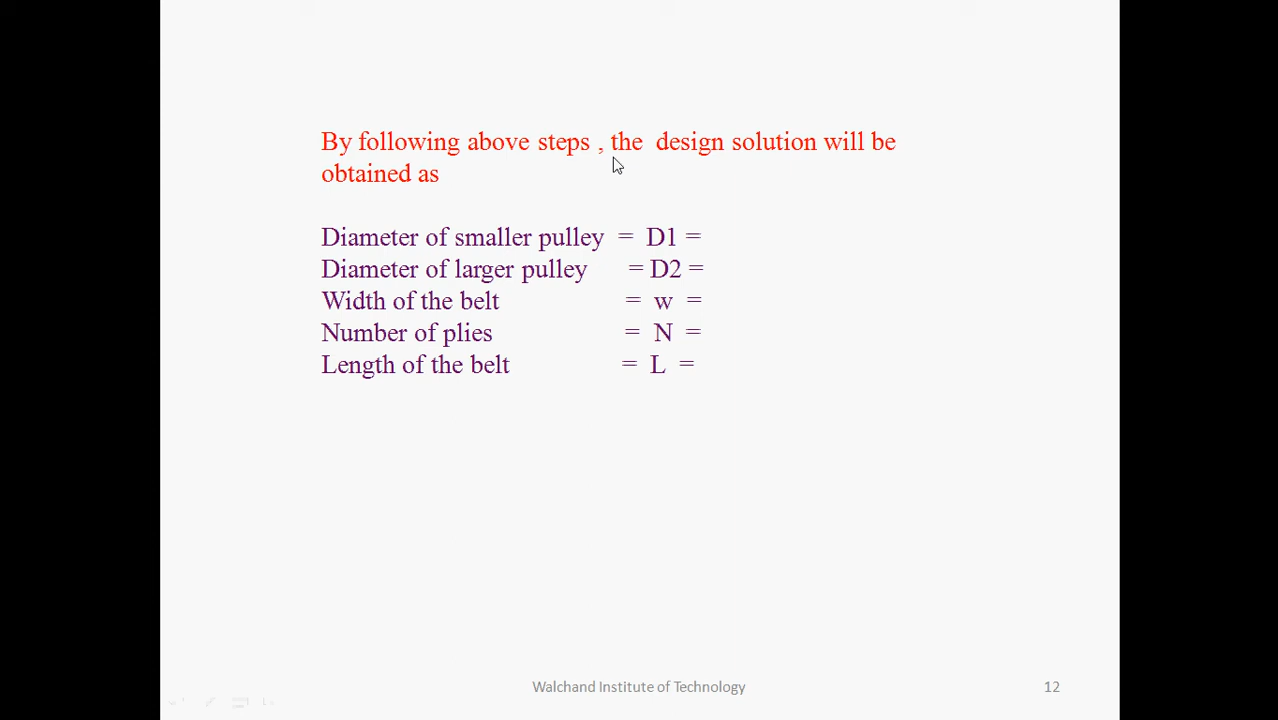 By following above steps , the design solution will be
obtained as
Diameter of smaller pulley = D1 =
Diameter of larger pulley = D2 =
Width of the belt = w =
Number of plies = N =
Length of the belt = L =
Walchand Institute of Technology 12